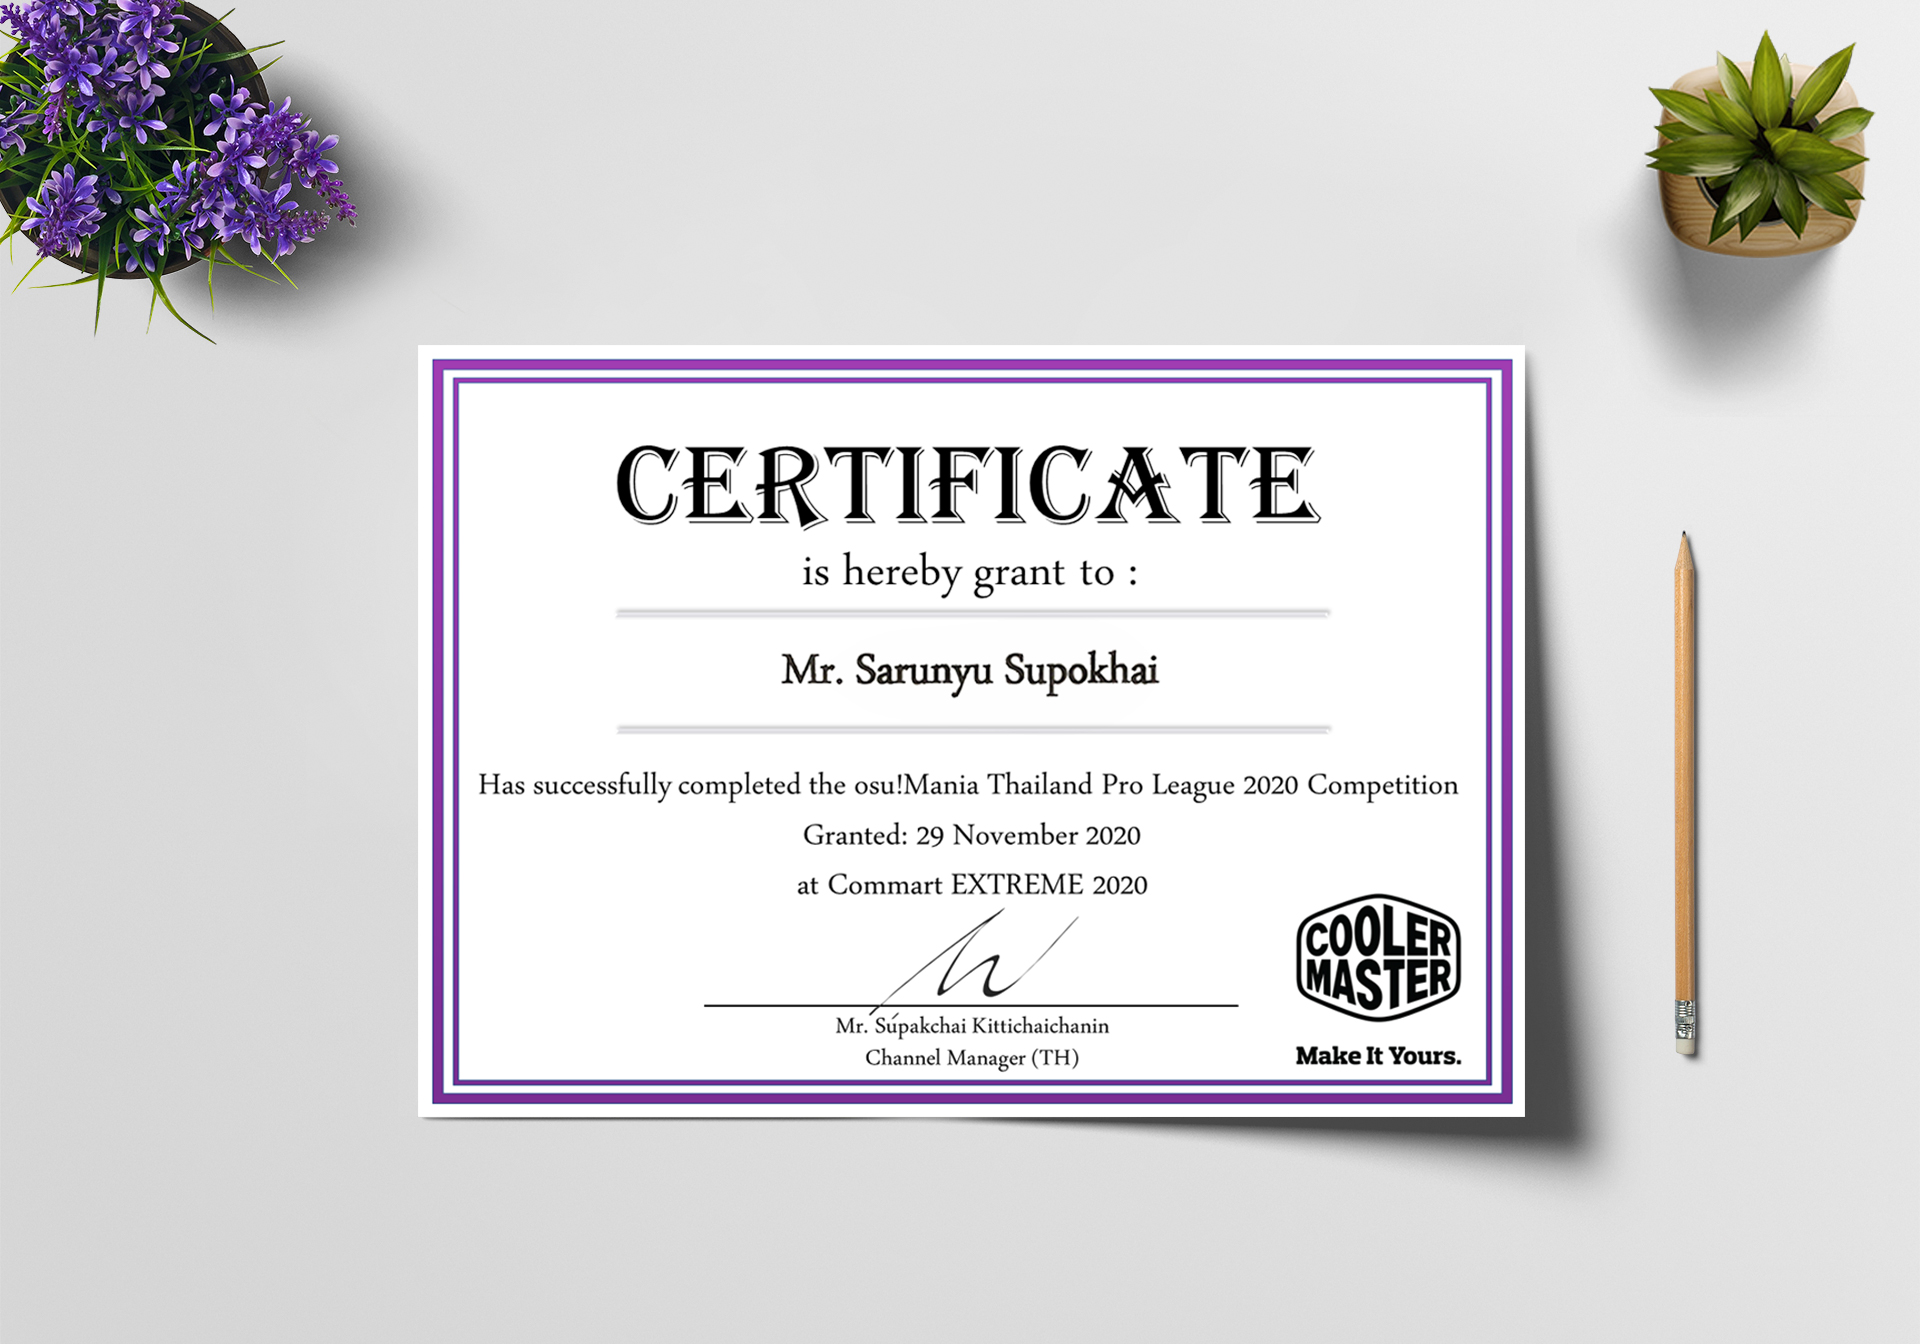 CERTIFICATE
is hereby grant to :
Mr. Sarunyu Supokhai
Has successfully completed the osu!Mania Thailand Pro League 2020 Competition
Granted: 29 November 2020
at Commart EXTREME 2020
Mr. Supakchai Kittichaichanin
Channel Manager (TH)
COOLER
MASTER
Make It Yours.